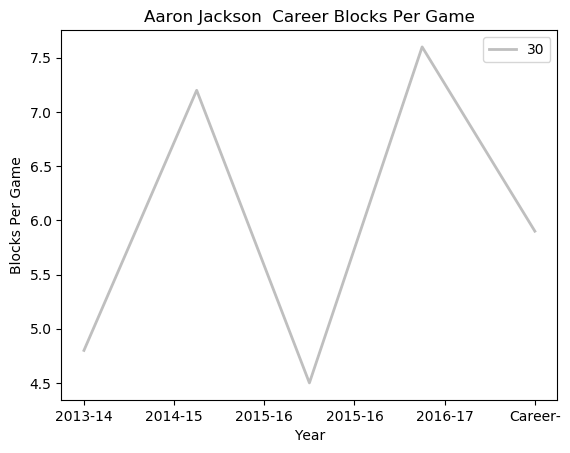 Aaron Jackson  Career Blocks Per Game
30
7.5
7.0
6.5
6.0
5.5
5.0
4.5
Blocks Per Game
2013-14 2014-15 2015-16 2015-16 2016-17 Career-
Year